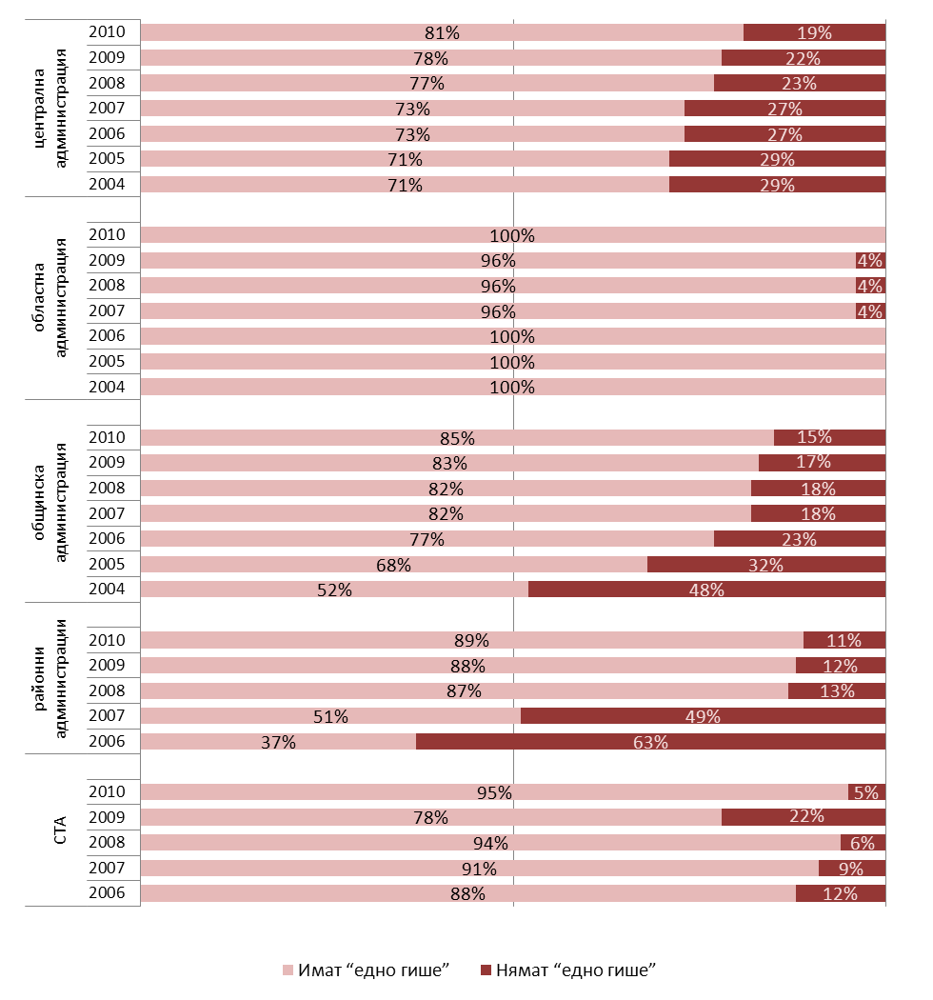 централна
администрация
2010 81% 19%
2009 78% 22%
2008 77% 23%
2007 73% 27%
2006 73% 27%
2005 71% 29%
2004 71% 29%
областна
администрация
2010 100%
2009 96% 4%
2008 96% 4%
2007 96% 4%
2006 100%
2005 100%
2004 100%
общинска
администрация
2010 85% 15%
2009 83% 17%
2008 82% 18%
2007 82% 18%
2006 77% 23%
2005 68% 32%
2004 52% 48%
районни
администрации
2010 89% 11%
2009 88% 12%
2008 87% 13%
2007 51% 49%
2006 37% 63%
СТА
2010 95% 5%
2009 78% 22%
2008 94% 6%
2007 91% 9%
2006 88% 12%
Имат “едно гише” Нямат “едно гише”